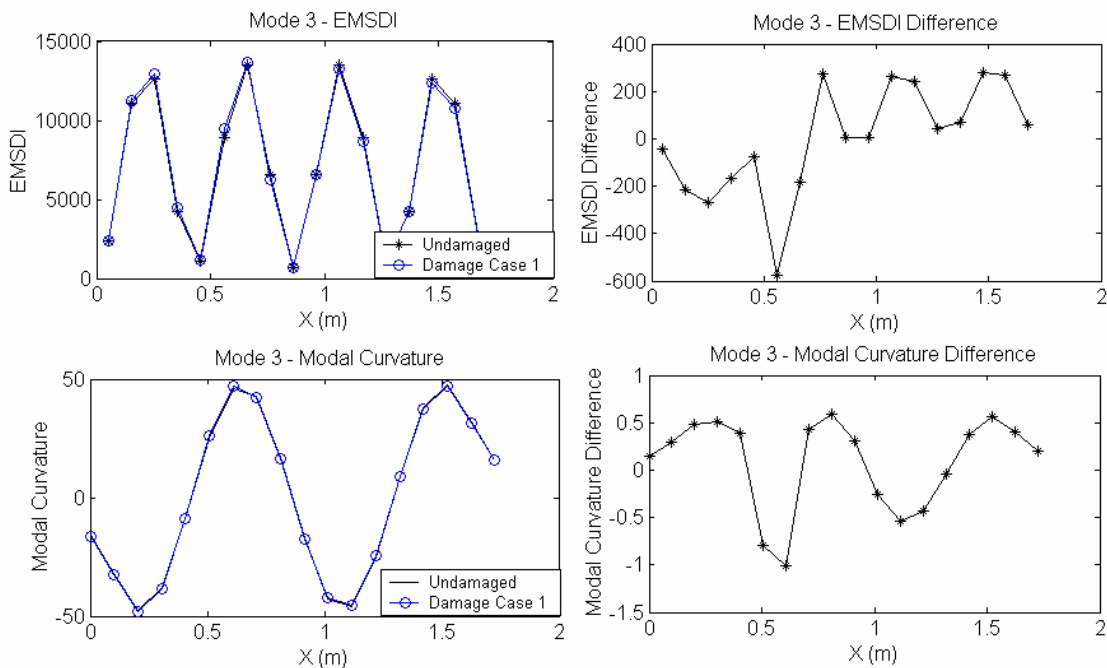 Mode 3 - EMSDI
15000
10000
5000
0
EMSDI
0
0.5
1
1.5
2
X (m)
Undamaged
Damage Case 1
Mode 3 - EMSDI Difference
400
200
0
-200
-400
-600
EMSDI Difference
0
0.5
1
1.5
2
X (m)
Mode 3 - Modal Curvature
50
0
-50
Modal Curvature
0
0.5
1
1.5
2
X (m)
Undamaged
Damage Case 1
Mode 3 - Modal Curvature Difference
1
0.5
0
-0.5
-1
-1.5
Modal Curvature Difference
0
0.5
1
1.5
2
X (m)